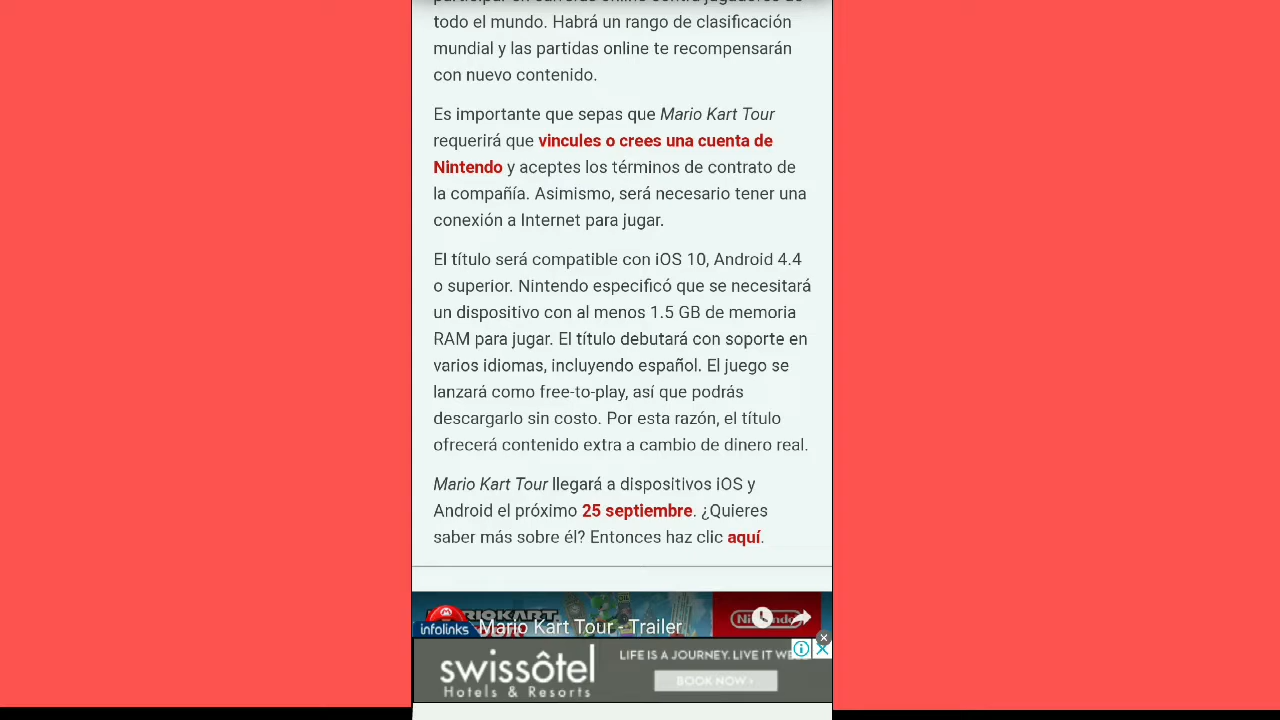 todo el mundo. Habrá un rango de clasificación
mundial y las partidas online te recompensarán
con nuevo contenido.
Es importante que sepas que Mario Kart Tour
requerirá que vincules o crees una cuenta de
Nintendo y aceptes los términos de contrato de
la compañía. Asimismo, será necesario tener una
conexión a Internet para jugar.
El título será compatible con iOS 10, Android 4.4
o superior. Nintendo especificó que se necesitará
un dispositivo con al menos 1.5 GB de memoria
RAM para jugar. El título debutará con soporte en
varios idiomas, incluyendo español. El juego se
lanzará como free-to-play, así que podrás
descargarlo sin costo. Por esta razón, el título
ofrecerá contenido extra a cambio de dinero real.
Mario Kart Tour llegará a dispositivos iOS y
Android el próximo 25 septiembre. ¿Quieres
saber más sobre él? Entonces haz clic aquí.
Mario Kart Tour - Trailer
infolinks
swissôtel
Hotels & Resorts
LIFE IS A JOURNEY. LIVE IT
BOOK NOW ›